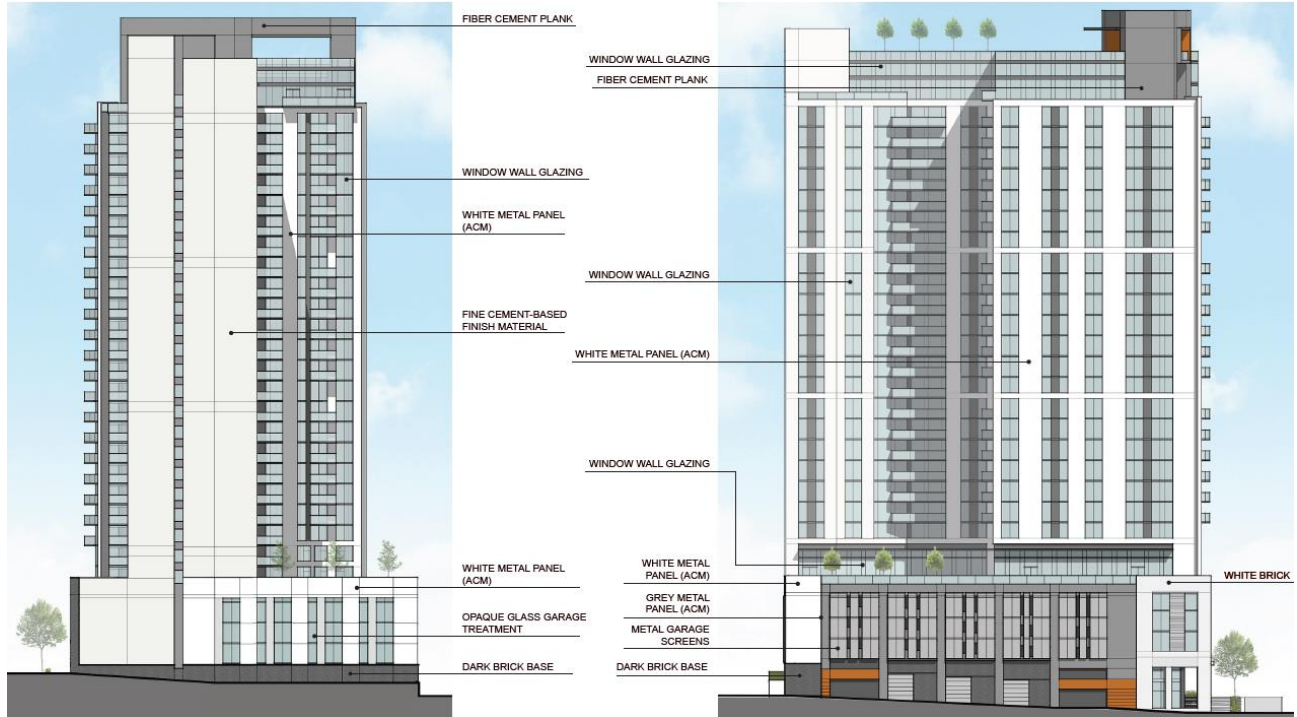 FIBER CEMENT PLANK
WINDOW WALL GLAZING
WHITE METAL PANEL
(ACM)
FINE CEMENT-BASED
FINISH MATERIAL
WHITE METAL PANEL
(ACM)
OPAQUE GLASS GARAGE
TREATMENT
DARK BRICK BASE
WINDOW WALL GLAZING
FIBER CEMENT PLANK
WINDOW WALL GLAZING
WHITE METAL PANEL (ACM)
WINDOW WALL GLAZING
WHITE METAL
PANEL (ACM)
GREY METAL
PANEL (ACM)
METAL GARAGE
SCREENS
DARK BRICK BASE
WHITE BRICK